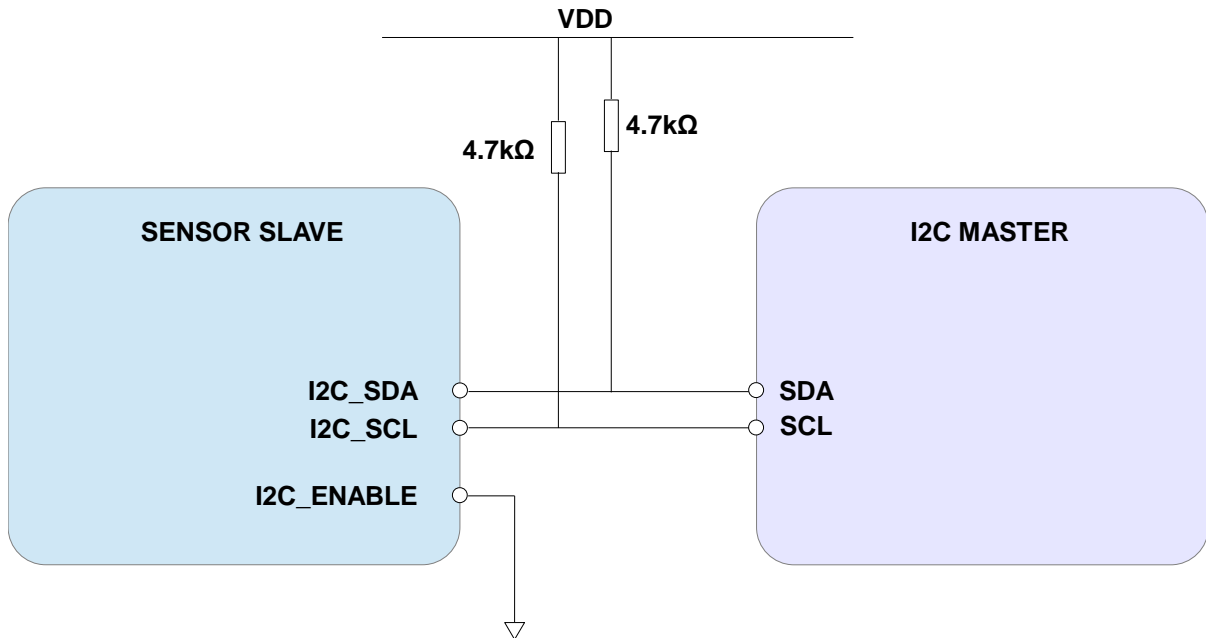 VDD
4.7kΩ
4.7kΩ
SENSOR SLAVE
I2C MASTER
I2C_SDA
SDA
I2C_SCL
SCL
I2C_ENABLE